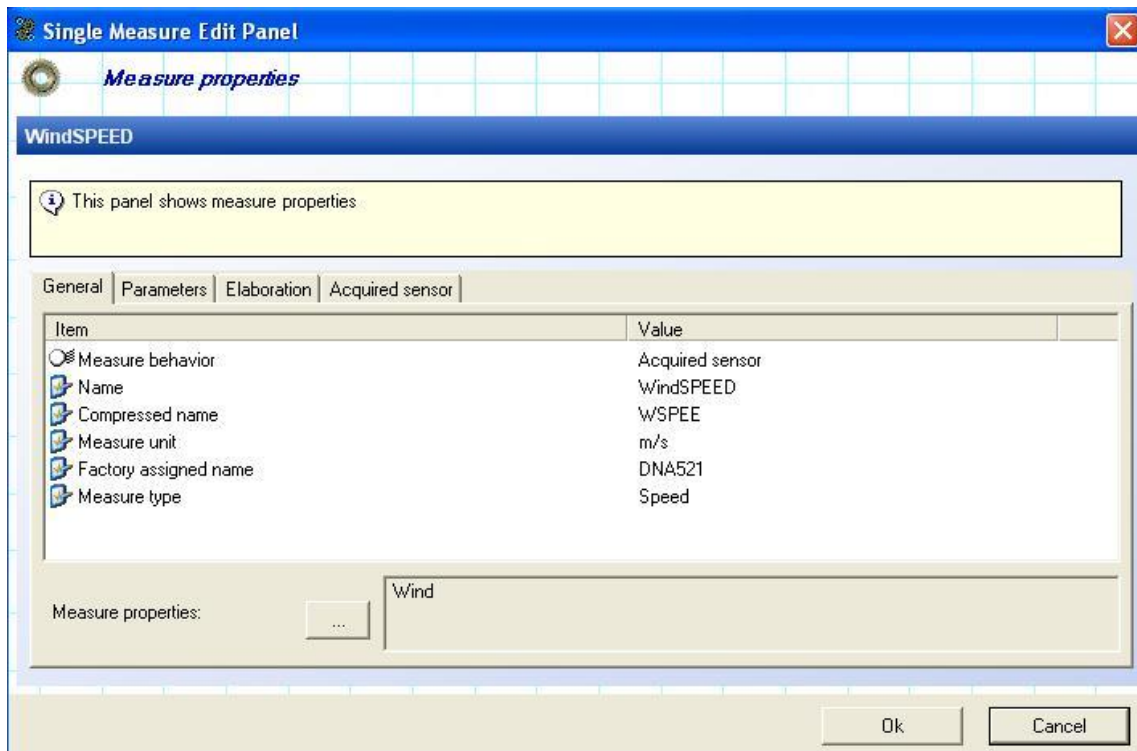 Single Measure Edit Panel
Measure properties
WindSPEED
This panel shows measure properties
General Parameters Elaboration Acquired sensor
Item Value
Measure behavior Acquired sensor
Name WindSPEED
Compressed name WSPEE
Measure unit m/s
Factory assigned name DNA521
Measure type Speed
Wind
Measure properties: ...
Ok Cancel